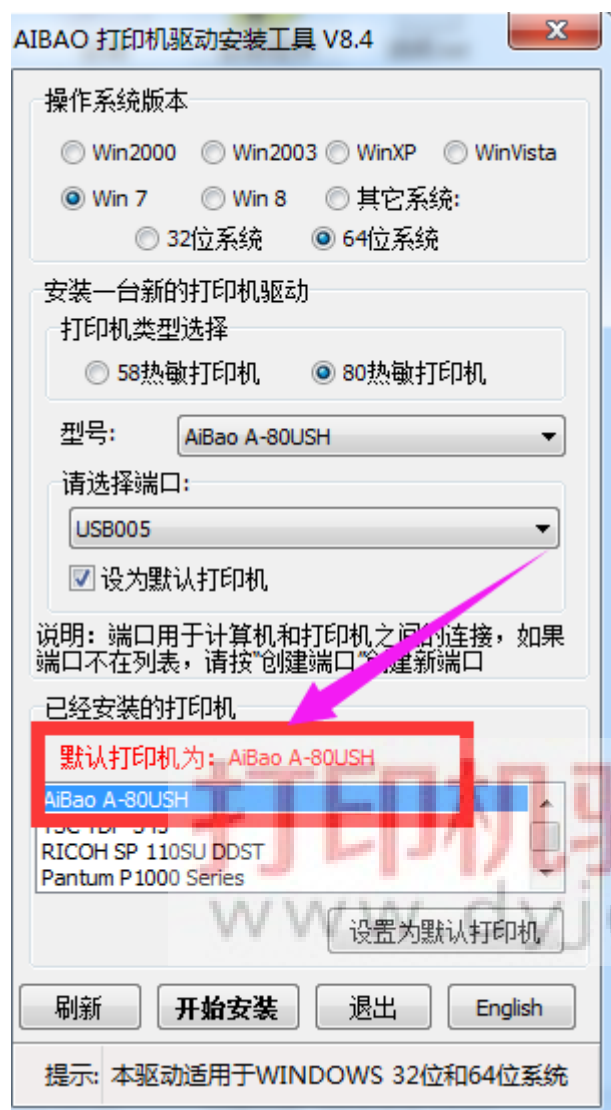 AIBAO 打印机驱动安装工具 V8.4
操作系统版本
Win2000 Win2003 WinXP WinVista
Win 7 Win 8 其它系统:
32位系统 64位系统
安装一台新的打印机驱动
打印机类型选择
58热敏打印机 80热敏打印机
型号: AiBao A-80USH
请选择端口:
USB005
设为默认打印机
说明：端口用于计算机和打印机之间的连接，如果
端口不在列表，请按"创建端口"创建新端口
已经安装的打印机
默认打印机为: AiBao A-80USH
AiBao A-80USH
RICOH SP 110SU DDST
Pantum P1000 Series
打印机驱
www.dyj
设置为默认打印机
刷新 开始安装 退出 English
提示: 本驱动适用于WINDOWS 32位和64位系统